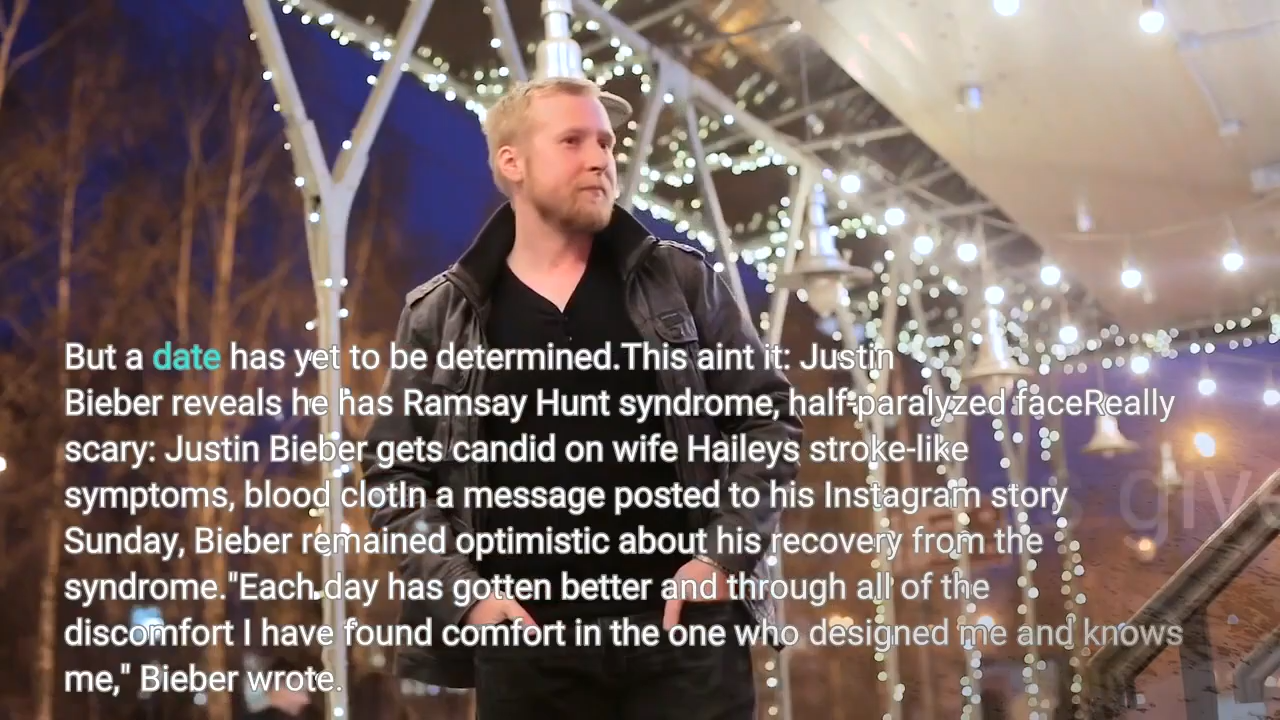 But a date has yet to be determined.This aint it: Justin
Bieber reveals he has Ramsay Hunt syndrome, half-paralyzed faceReally
scary: Justin Bieber gets candid on wife Haileys stroke-like
symptoms, blood clotIn a message posted to his Instagram story
Sunday, Bieber remained optimistic about his recovery from the
syndrome."Each day has gotten better and through all of the
discomfort I have found comfort in the one who designed me and knows
me," Bieber wrote.